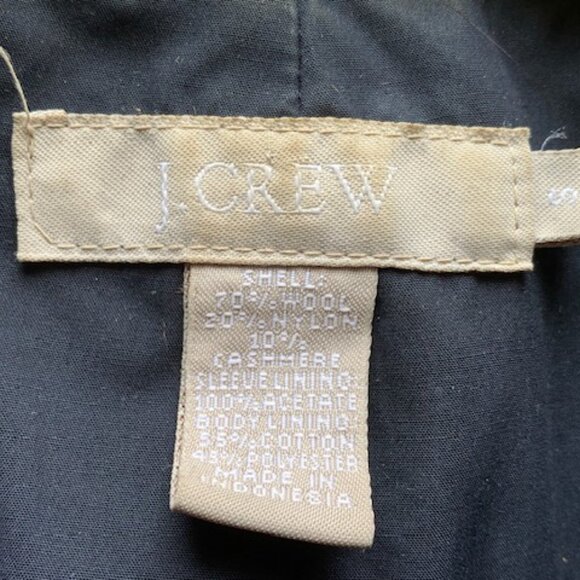 J.CREW
SHELL:
70% WOOL
20% NYLON
10%
CASHMERE
SLEEVE LINING:
100% ACETATE
BODY LINING:
55% COTTON
45% POLYESTER
MADE IN
INDONESIA